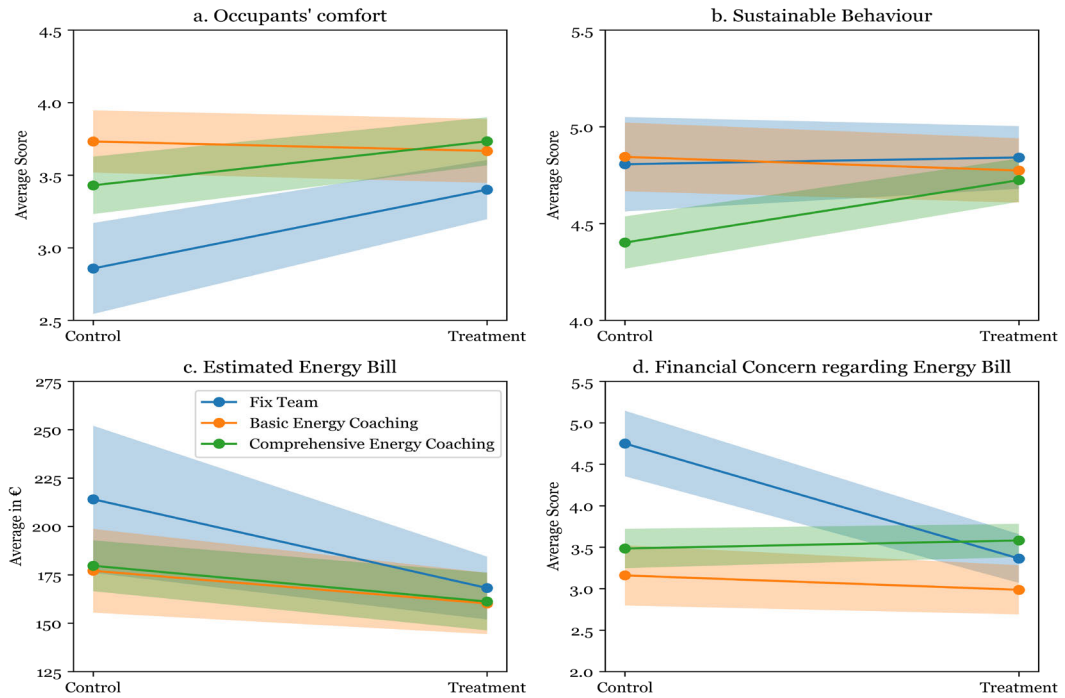 a. Occupants' comfort
4.5
4.0
3.5
3.0
2.5
Average Score
Control
Treatment
b. Sustainable Behaviour
5.5
5.0
4.5
4.0
Average Score
Control
Treatment
c. Estimated Energy Bill
275
250
225
200
175
150
125
Average in €
Fix Team
Basic Energy Coaching
Comprehensive Energy Coaching
Control
Treatment
d. Financial Concern regarding Energy Bill
5.5
5.0
4.5
4.0
3.5
3.0
2.5
2.0
Average Score
Control
Treatment